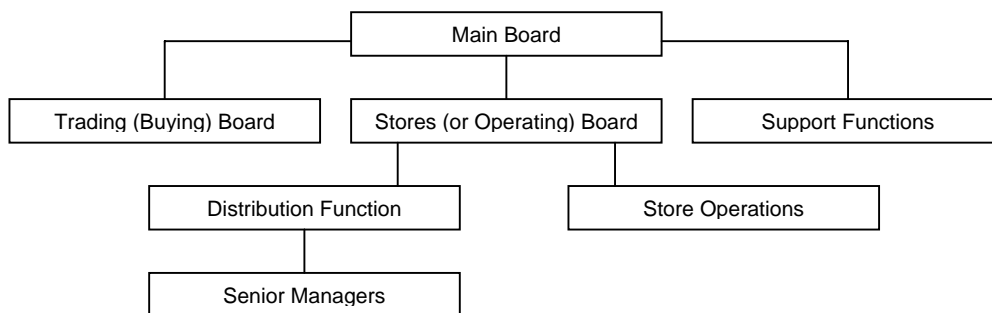 Main Board
Trading (Buying) Board
Stores (or Operating) Board
Support Functions
Distribution Function
Store Operations
Senior Managers